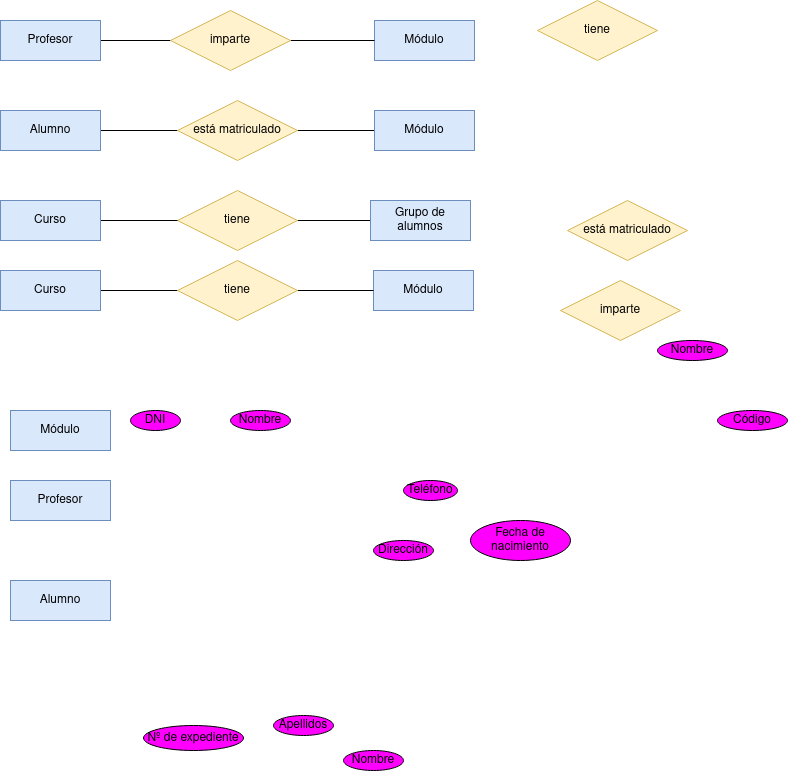 Profesor
imparte
Módulo
tiene
Alumno
está matriculado
Módulo
Curso
tiene
Grupo de
alumnos
está matriculado
Curso
tiene
Módulo
imparte
Nombre
Módulo
DNI
Nombre
Código
Profesor
Teléfono
Dirección
Fecha de
nacimiento
Alumno
Nº de expediente
Apellidos
Nombre